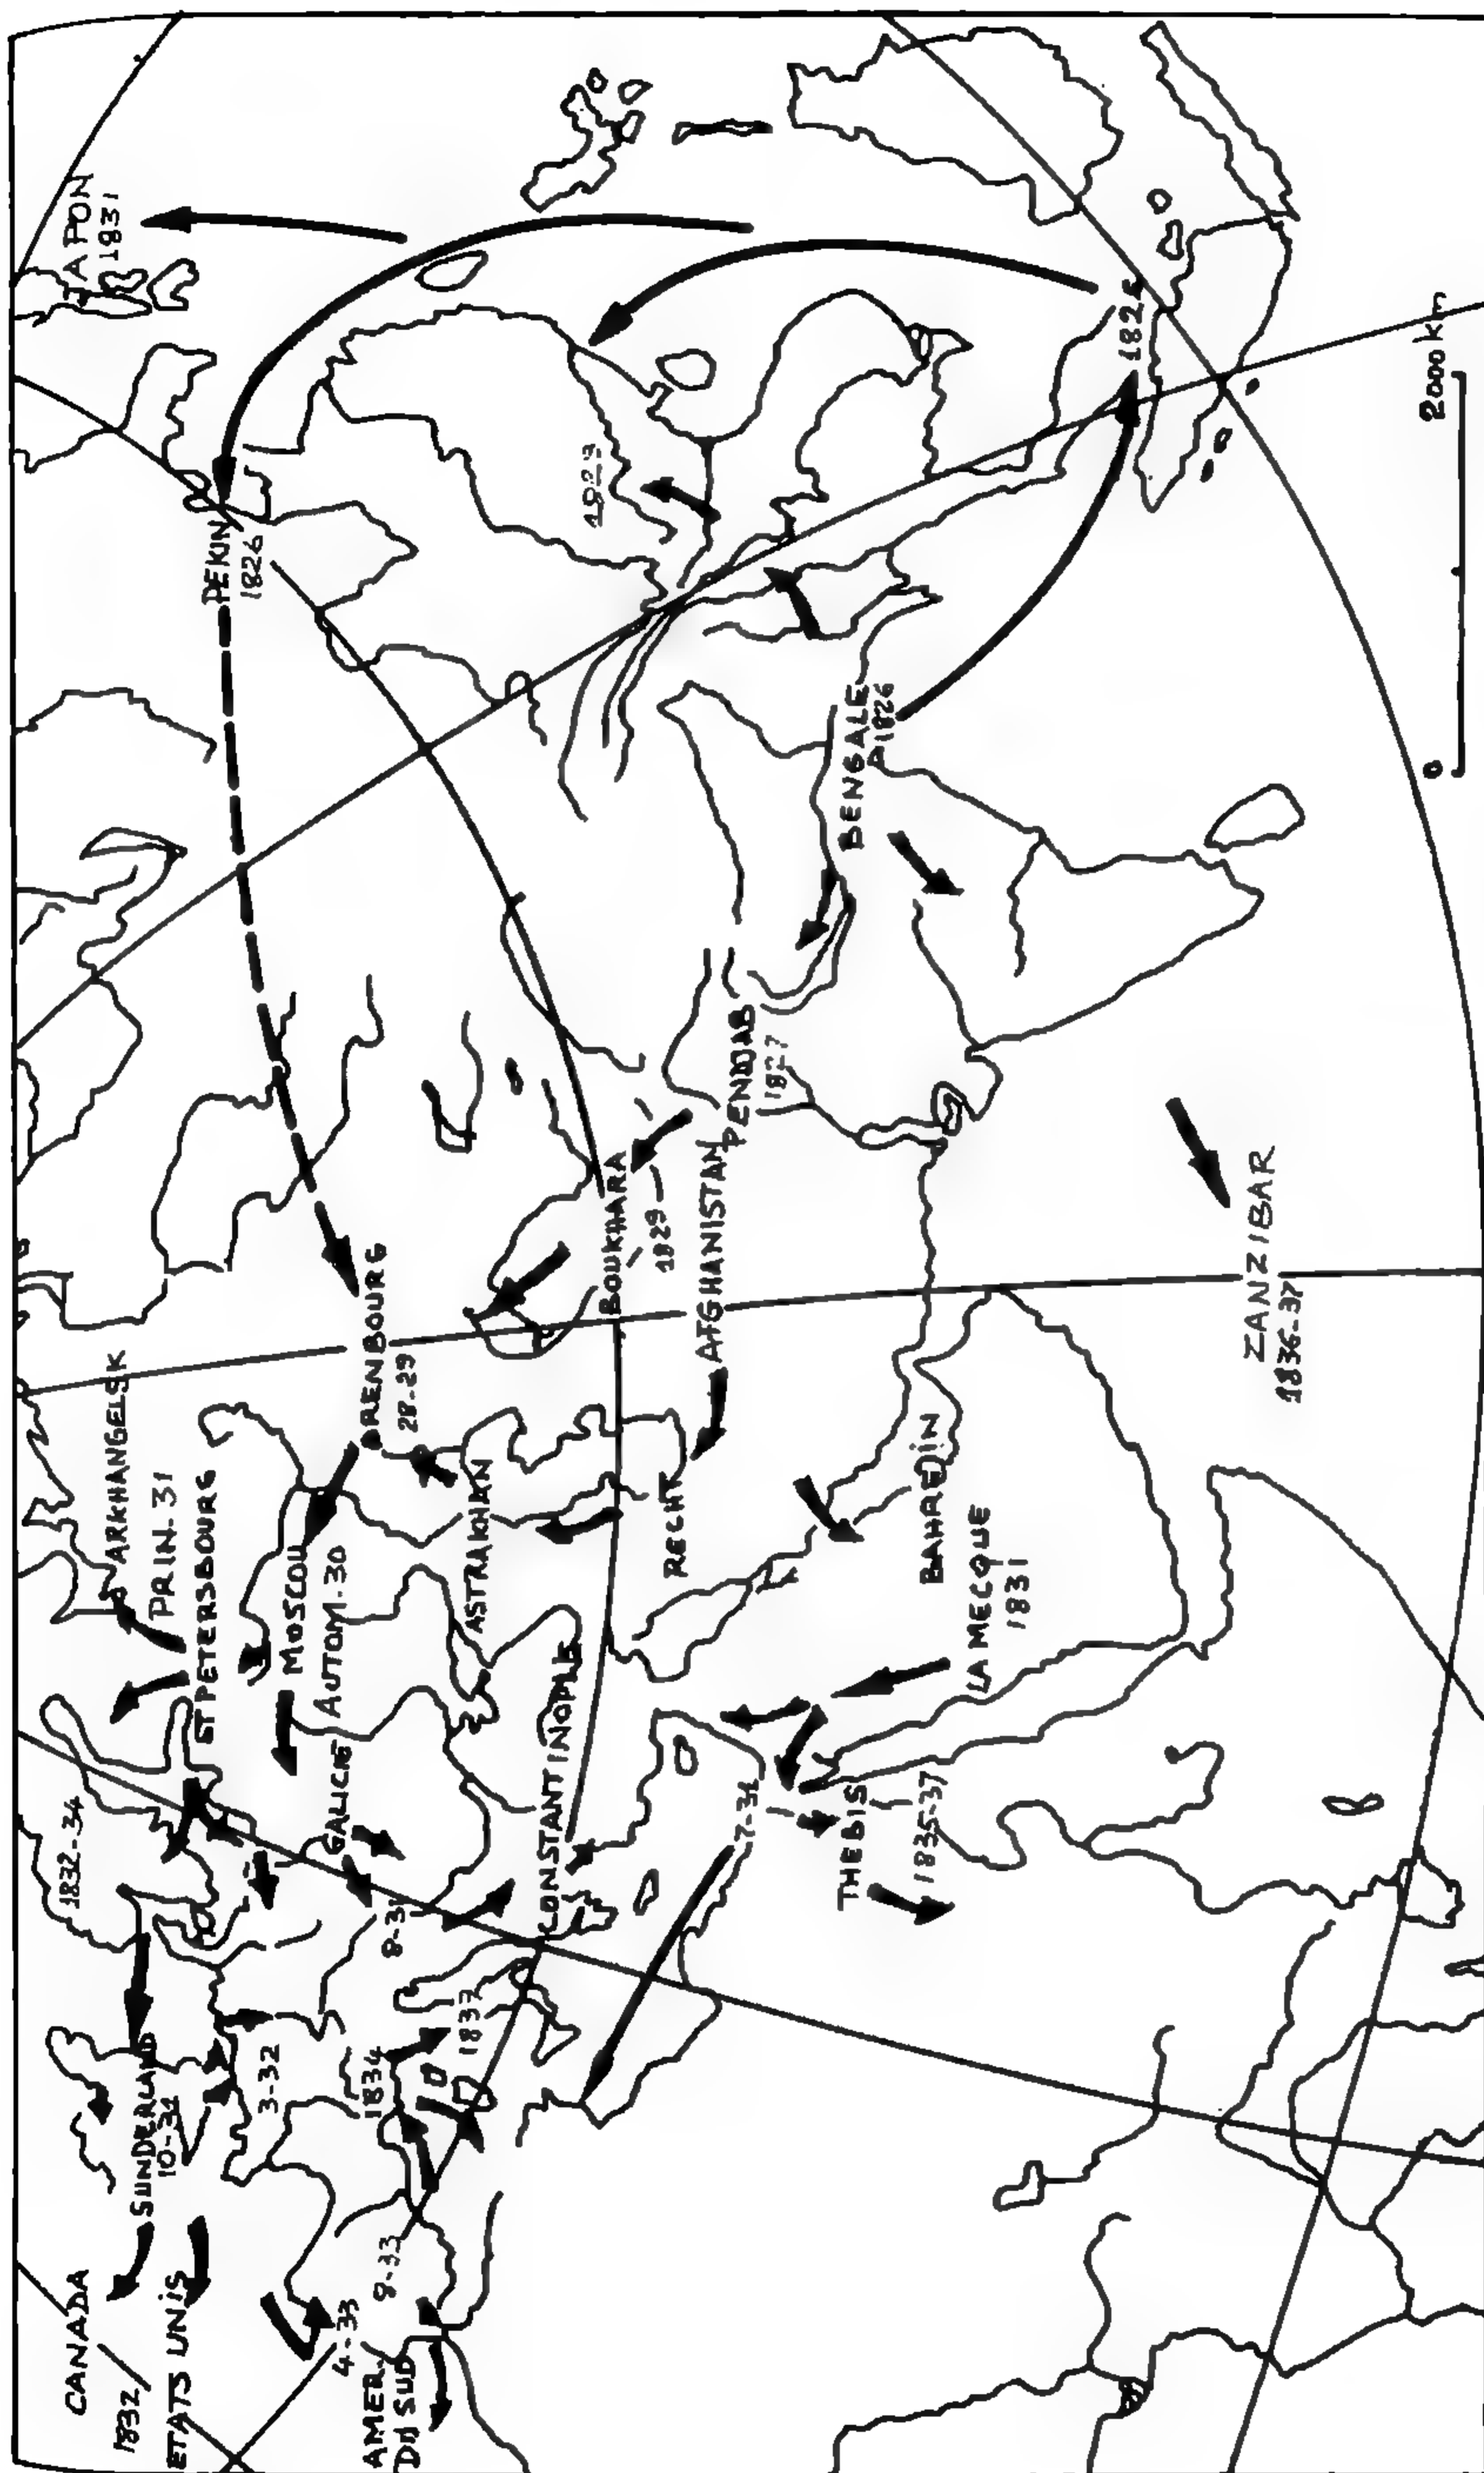 CANADA
1832
ETATS UNIS
SUNDERLAND
10-31
1832-34
ARKHANGELSK
PRIN-31
ST PETERSBOURG
MOSCOU
AUTOM-30
GALICIE
ORENBOURG
28-29
PEKIN
1826
JAPON
1831
4-33
AMER.
DU SUD
9-33
3-32
1834
1837
8-31
ASTRAKHAN
CONSTANTINOPLE
BOUKHARA
1829
RECHT
AFGHANISTAN
PENDJAB
1827
7-31
THEBIS
1835-37
BAHREIN
LA MECQUE
1831
BENGALE
1826
ZANZIBAR
1836-37
0
2000 km